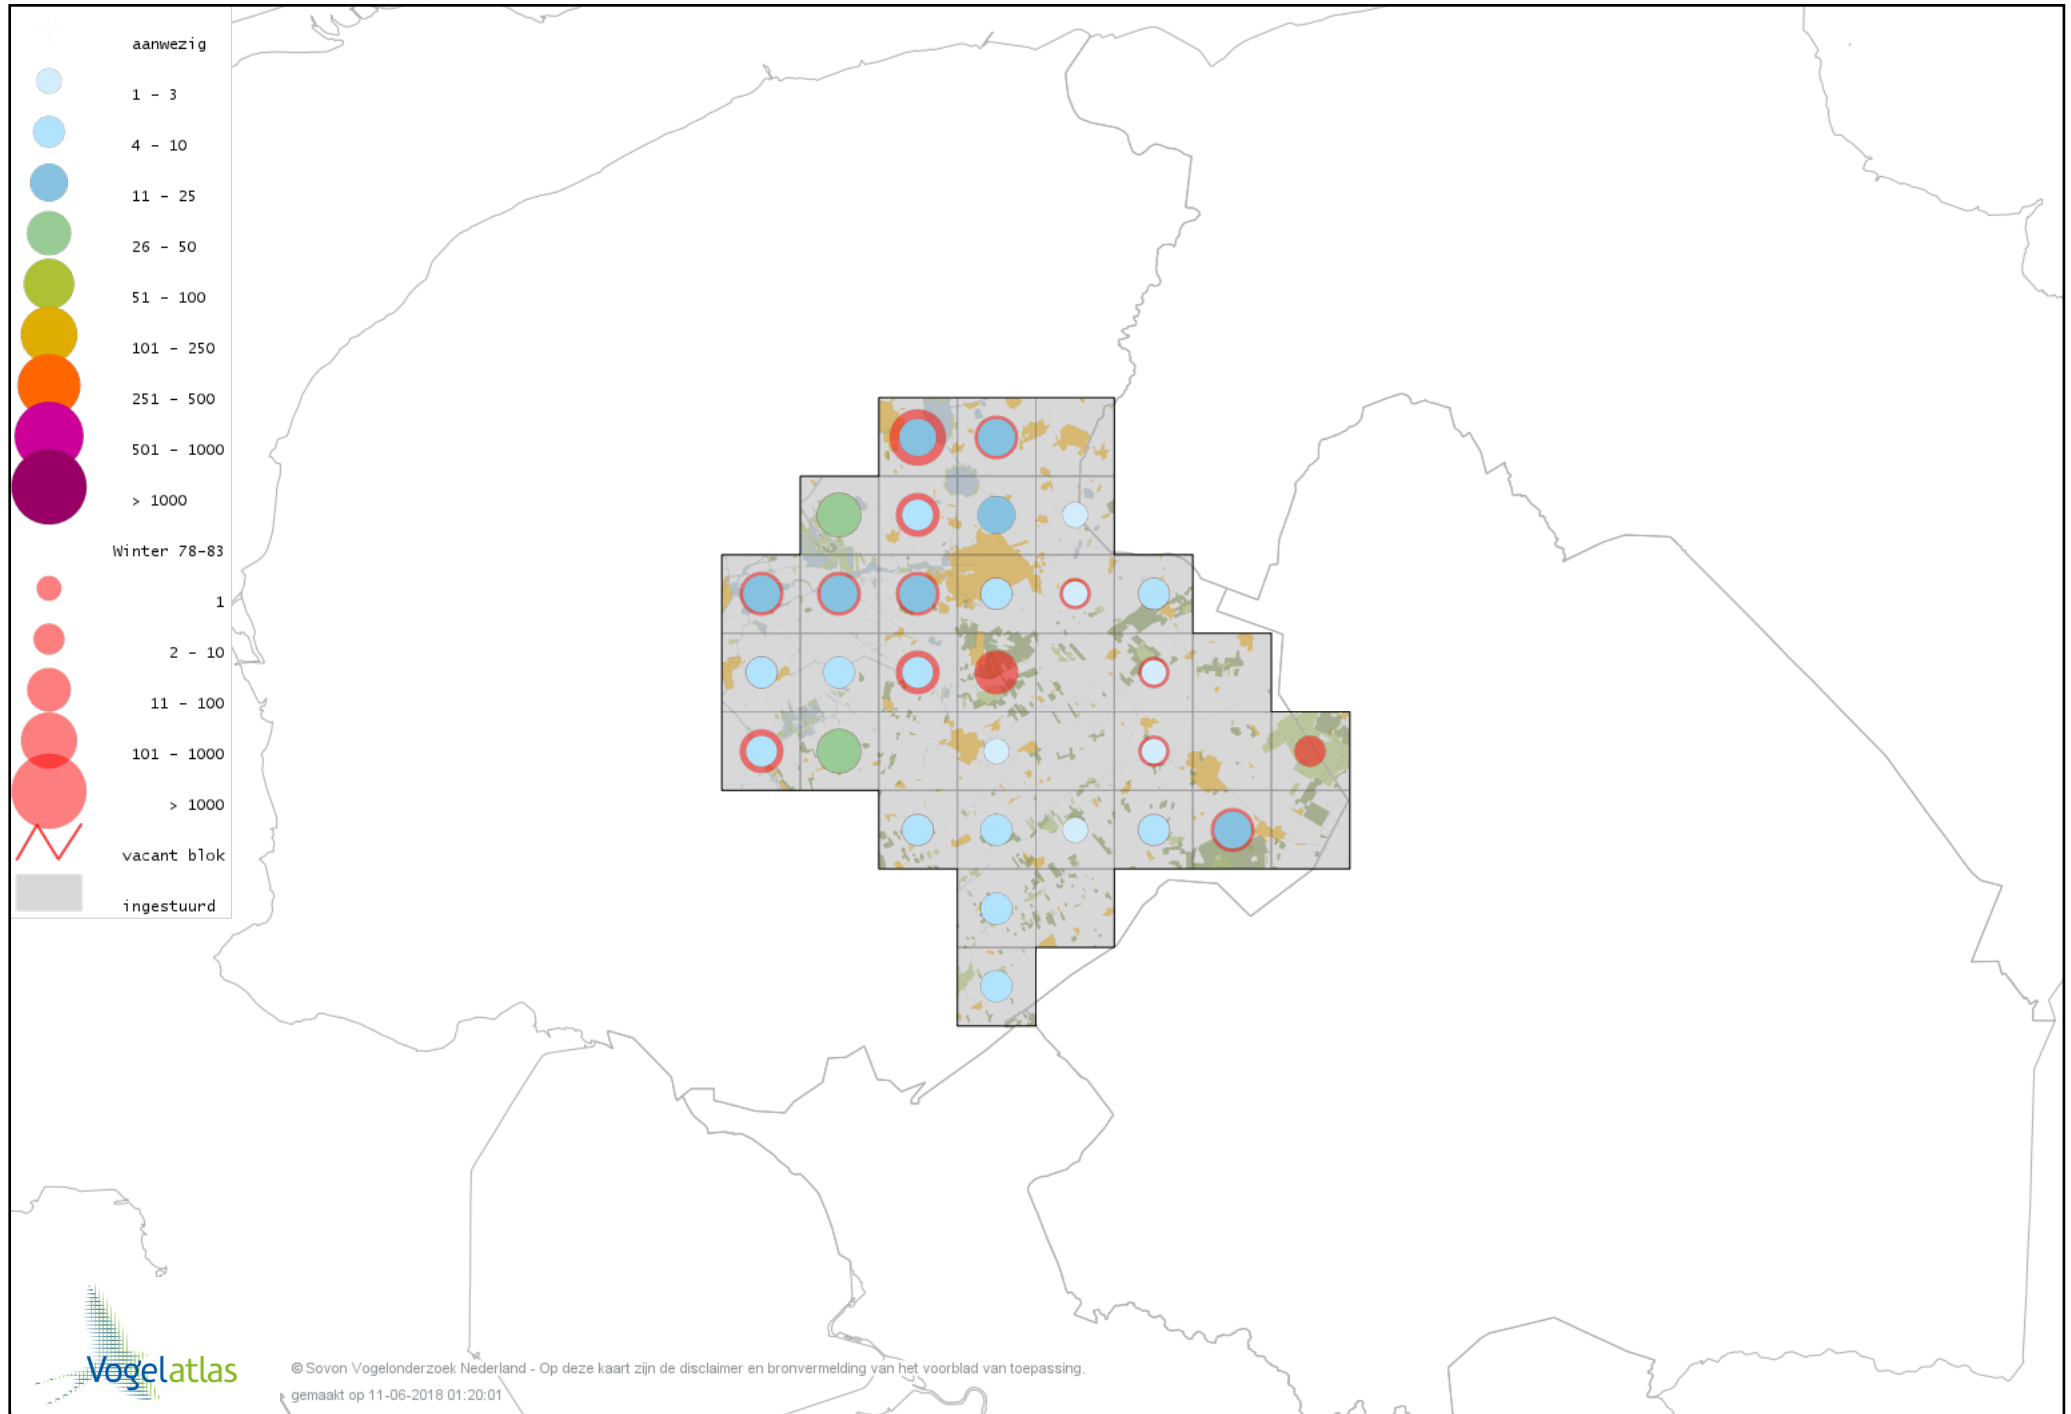 aanwezig
1 - 3
4 - 10
11 - 25
26 - 50
51 - 100
101 - 250
251 - 500
501 - 1000
> 1000
Winter 78-83
1
2 - 10
11 - 100
101 - 1000
> 1000
vacant blok
ingestuurd
Vogelatlas
© Sovon Vogelonderzoek Nederland - Op deze kaart zijn de disclaimer en bronvermelding van het voorblad van toepassing.
gemaakt op 11-06-2018 01:20:01